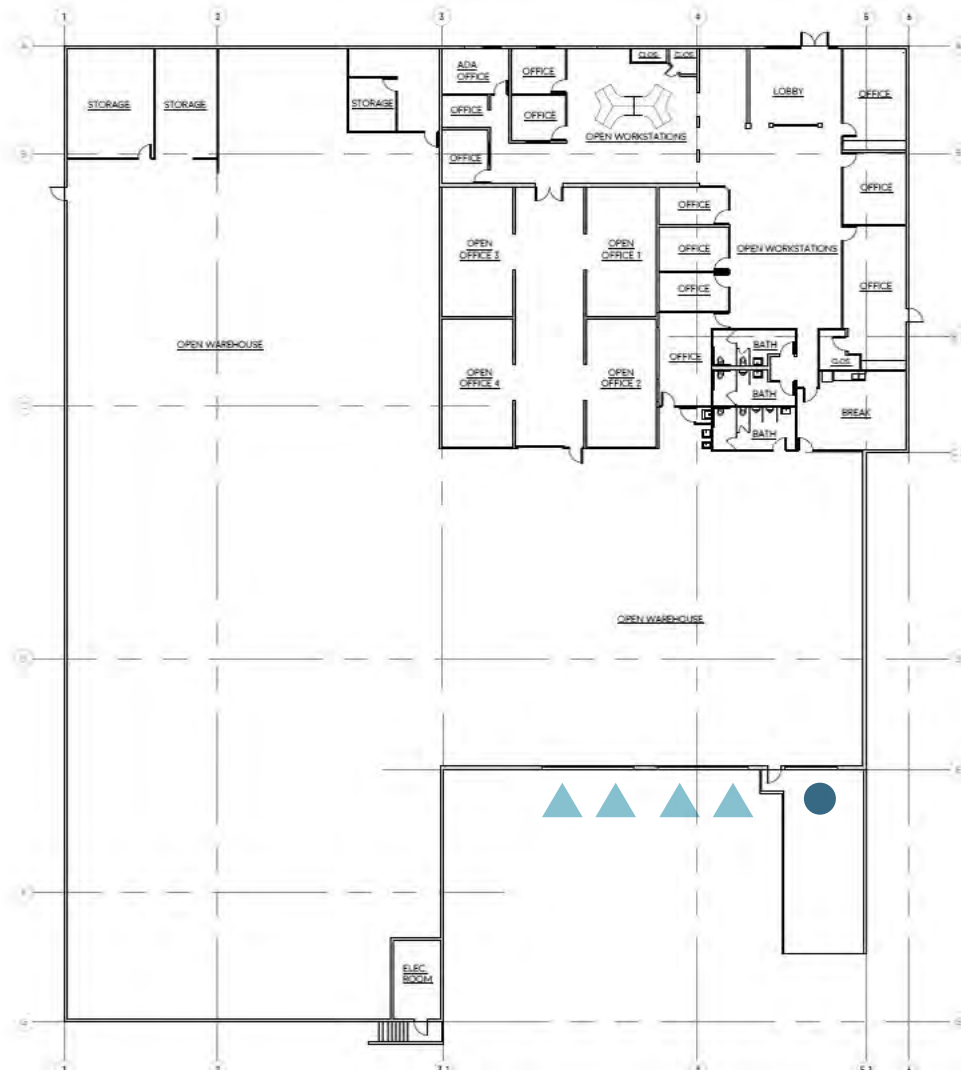 1 2 3 4 5 6
ADA
OFFICE
OFFICE
CLOS.
CLOS.
STORAGE
STORAGE
STORAGE
OFFICE
OFFICE
LOBBY
OFFICE
OPEN WORKSTATIONS
OFFICE
OFFICE
OFFICE
OPEN
OFFICE 3
OPEN
OFFICE 1
OFFICE
OPEN WORKSTATIONS
OFFICE
OFFICE
OPEN WAREHOUSE
BATH
OFFICE
CLOS.
OPEN
OFFICE 4
OPEN
OFFICE 2
BATH
BREAK
BATH
OPEN WAREHOUSE
ELEC.
ROOM